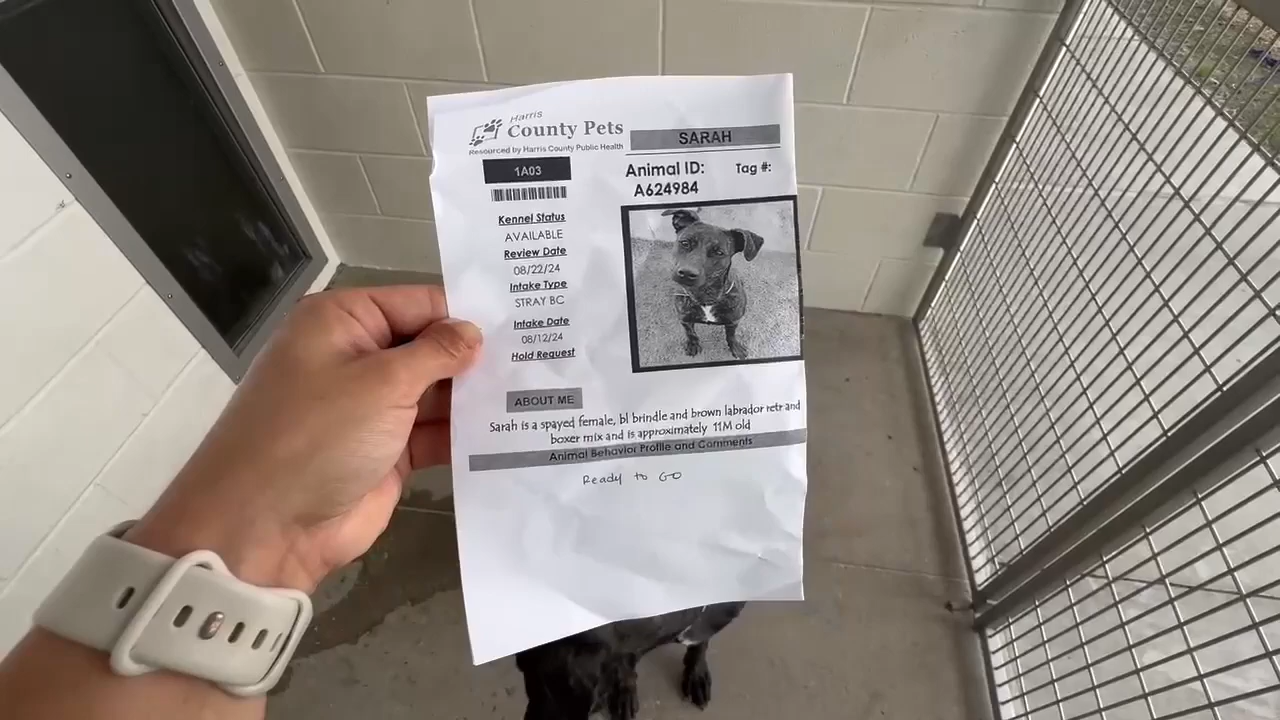 Harris
County Pets
Resourced by Harris County Public Health
SARAH
1A03
Animal ID: Tag #:
A624984
Kennel Status
AVAILABLE
Review Date
08/22/24
Intake Type
STRAY BC
Intake Date
08/12/24
Hold Request
ABOUT ME
Sarah is a spayed female, bl brindle and brown labrador retr and
boxer mix and is approximately 11M old
Animal Behavior Profile and Comments
Ready to GO